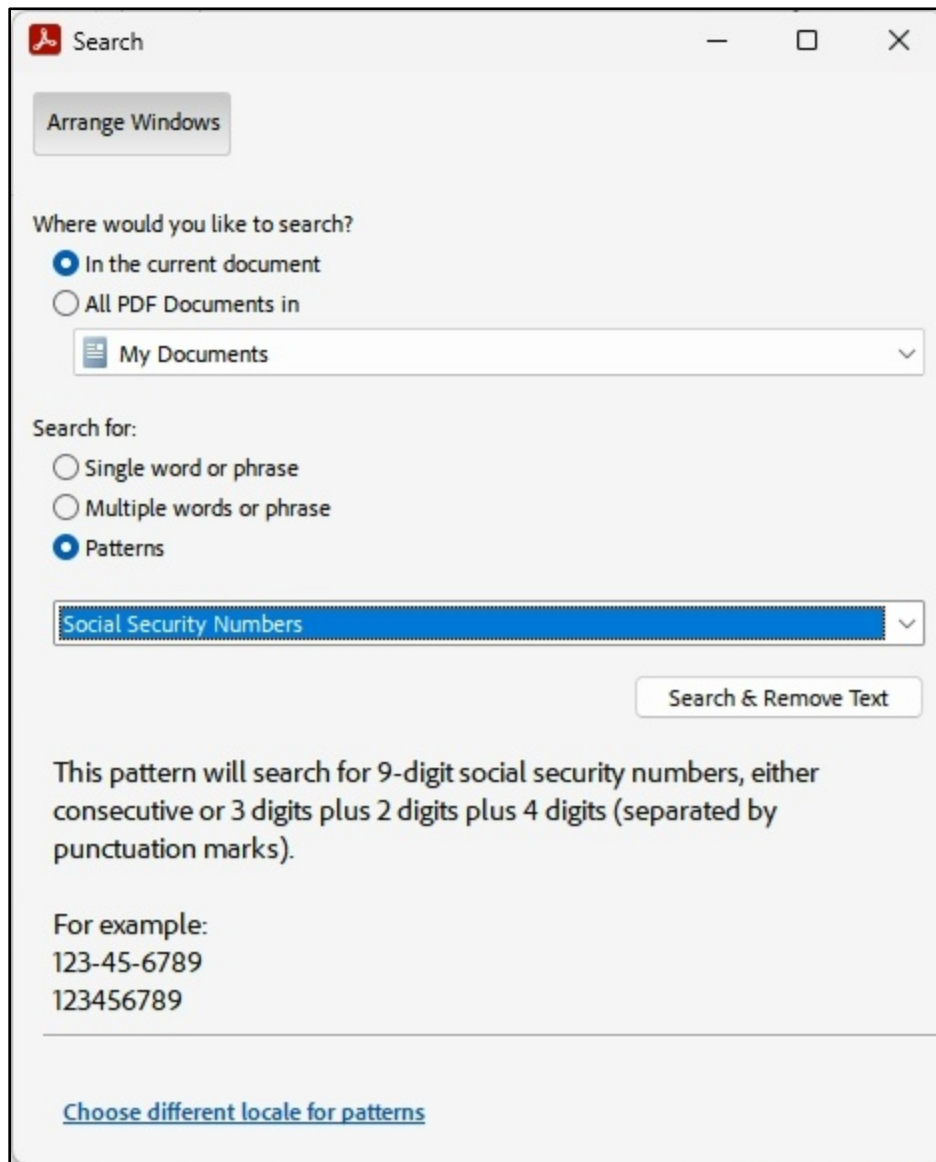 Search
Arrange Windows
Where would you like to search?
In the current document
All PDF Documents in
My Documents
Search for:
Single word or phrase
Multiple words or phrase
Patterns
Social Security Numbers
Search & Remove Text
This pattern will search for 9-digit social security numbers, either
consecutive or 3 digits plus 2 digits plus 4 digits (separated by
punctuation marks).
For example:
123-45-6789
123456789
Choose different locale for patterns